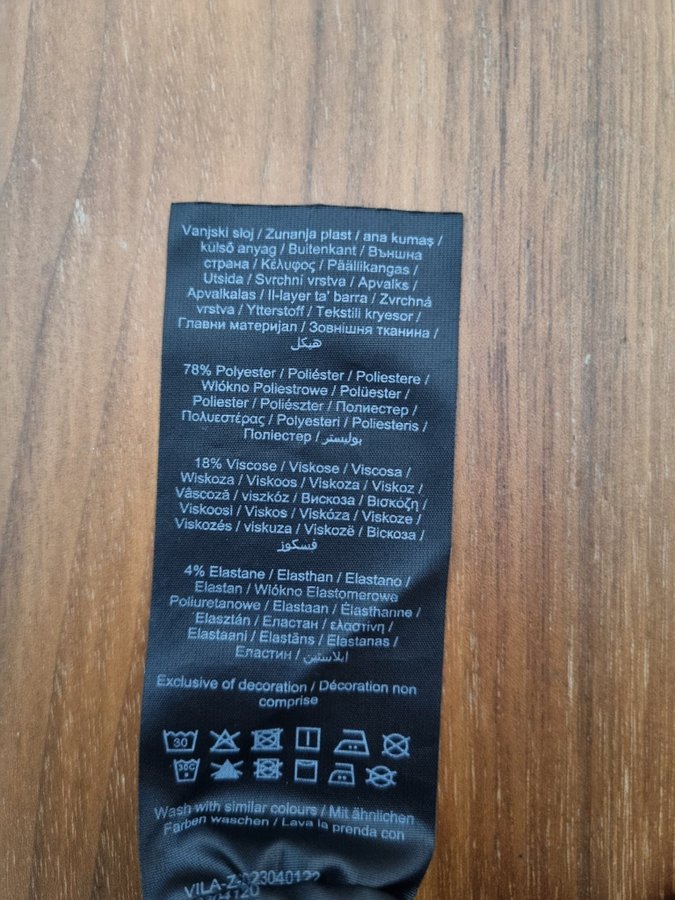 Vanjski sloj / Zunanja plast / ana kumaş /
külső anyag / Buitenkant / Външна
страна / Κέλυφος / Päällikangas /
Utsida / Svrchní vrstva / Apvalks /
Apvalkalas / Il-layer ta' barra / Zvrchná
vrstva / Ytterstoff / Tekstili kryesor /
Главни материјал / Зовнішня тканина /
هيكل
78% Polyester / Poliéster / Poliestere /
Włókno Poliestrowe / Polüester /
Poliester / Poliészter / Полиестер /
Πολυεστέρας / Polyesteri / Poliesteris /
Поліестер / بوليستر
18% Viscose / Viskose / Viscosa /
Wiskoza / Viskoos / Viskoza / Viskoz /
Vâscoză / viszkóz / Вискоза / Βισκόζη /
Viskoosi / Viskos / Viskóza / Viskoze /
Viskozės / viskuza / Viskozë / Віскоза /
فسكوز
4% Elastane / Elasthan / Elastano /
Elastan / Włókno Elastomerowe
Poliuretanowe / Elastaan / Élasthanne /
Elasztán / Еластан / ελαστίνη /
Elastaani / Elastāns / Elastanas /
Еластин / ايلاستين
Exclusive of decoration / Décoration non
comprise
30
30C
Wash with similar colours / Mit ähnlichen
Farben waschen / Lava la prenda con